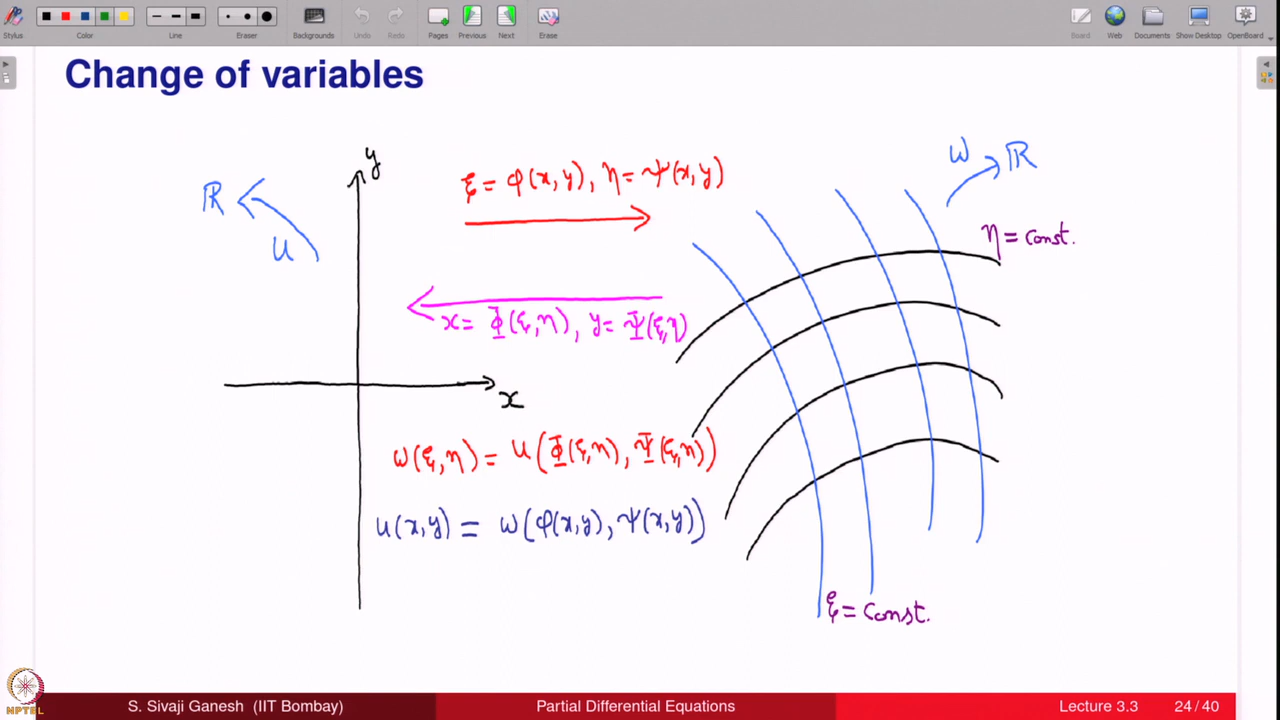 Stylus Color Line Eraser Backgrounds Undo Redo Pages Previous Next Erase Board Web Documents Show Desktop OpenBoard
Change of variables
y
ξ = φ(x,y), η = ψ(x,y)
ω
ℝ
ℝ
u
η = const.
x = Φ(ξ,η), y = Ψ(ξ,η)
x
ω(ξ,η) = u(Φ(ξ,η), Ψ(ξ,η))
u(x,y) = ω(φ(x,y), ψ(x,y))
ξ = const.
NPTEL
S. Sivaji Ganesh (IIT Bombay) Partial Differential Equations Lecture 3.3 24 / 40